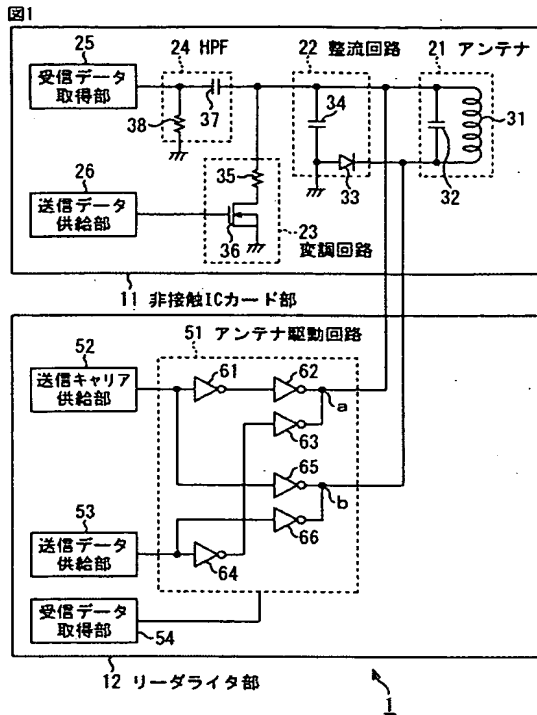 図1
25
受信データ
取得部
24 HPF
37
38
22 整流回路
34
33
21 アンテナ
31
32
26
送信データ
供給部
35
36
23
変調回路
11 非接触ICカード部
51 アンテナ駆動回路
52
送信キャリア
供給部
61
62
a
63
65
b
66
64
53
送信データ
供給部
受信データ
取得部
54
12 リーダライタ部
1